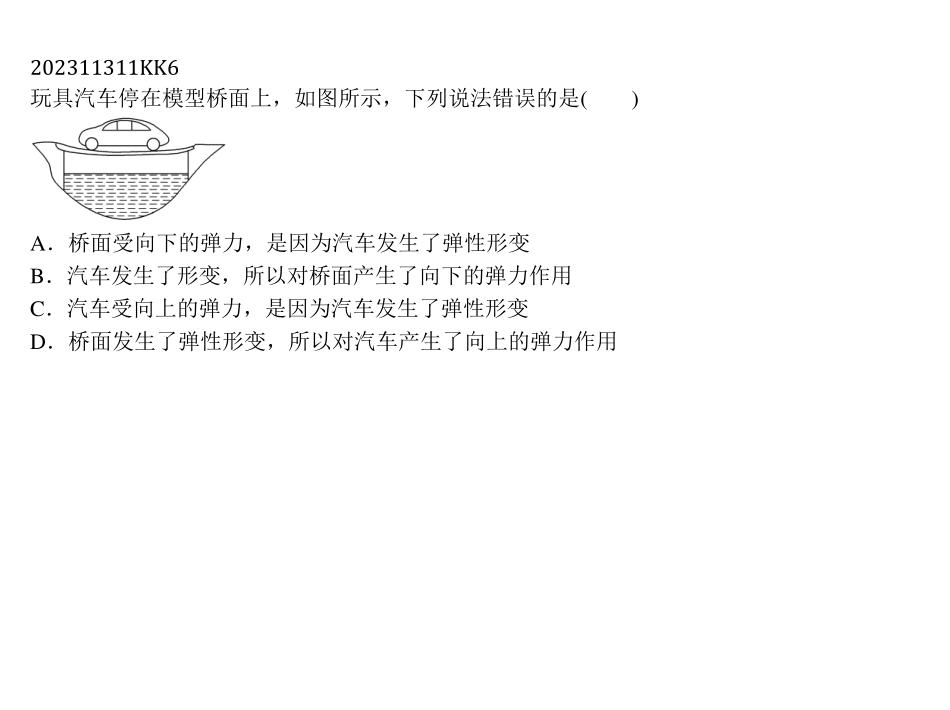 202311311KK6
玩具汽车停在模型桥面上，如图所示，下列说法错误的是(　　)
A．桥面受向下的弹力，是因为汽车发生了弹性形变
B．汽车发生了形变，所以对桥面产生了向下的弹力作用
C．汽车受向上的弹力，是因为汽车发生了弹性形变
D．桥面发生了弹性形变，所以对汽车产生了向上的弹力作用